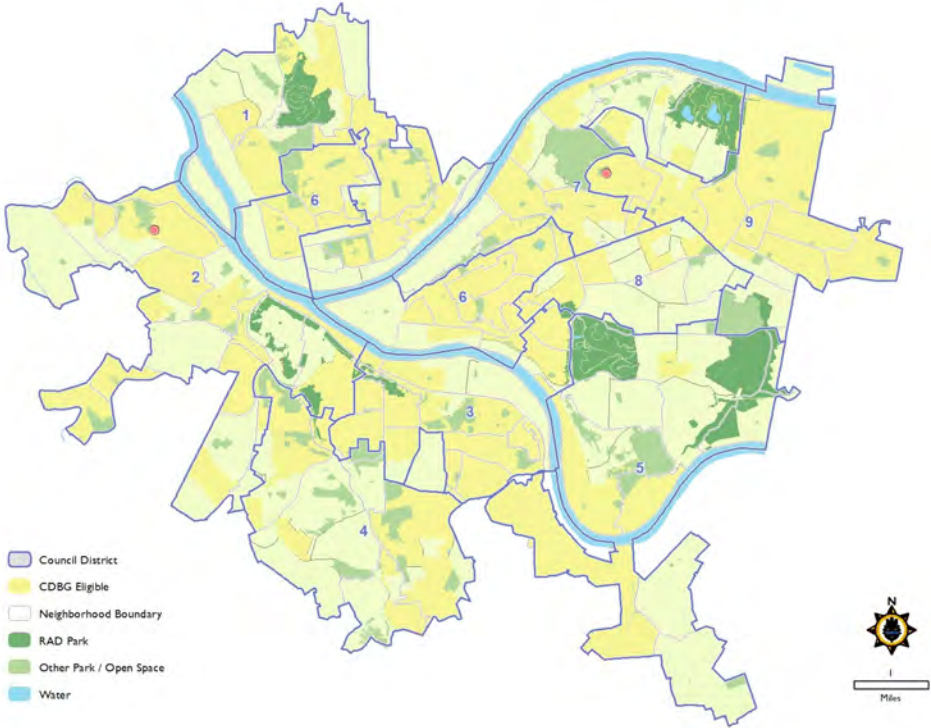 1
6
7
9
2
6
8
3
5
4
Council District
CDBG Eligible
Neighborhood Boundary
RAD Park
Other Park / Open Space
Water
N
1
Miles